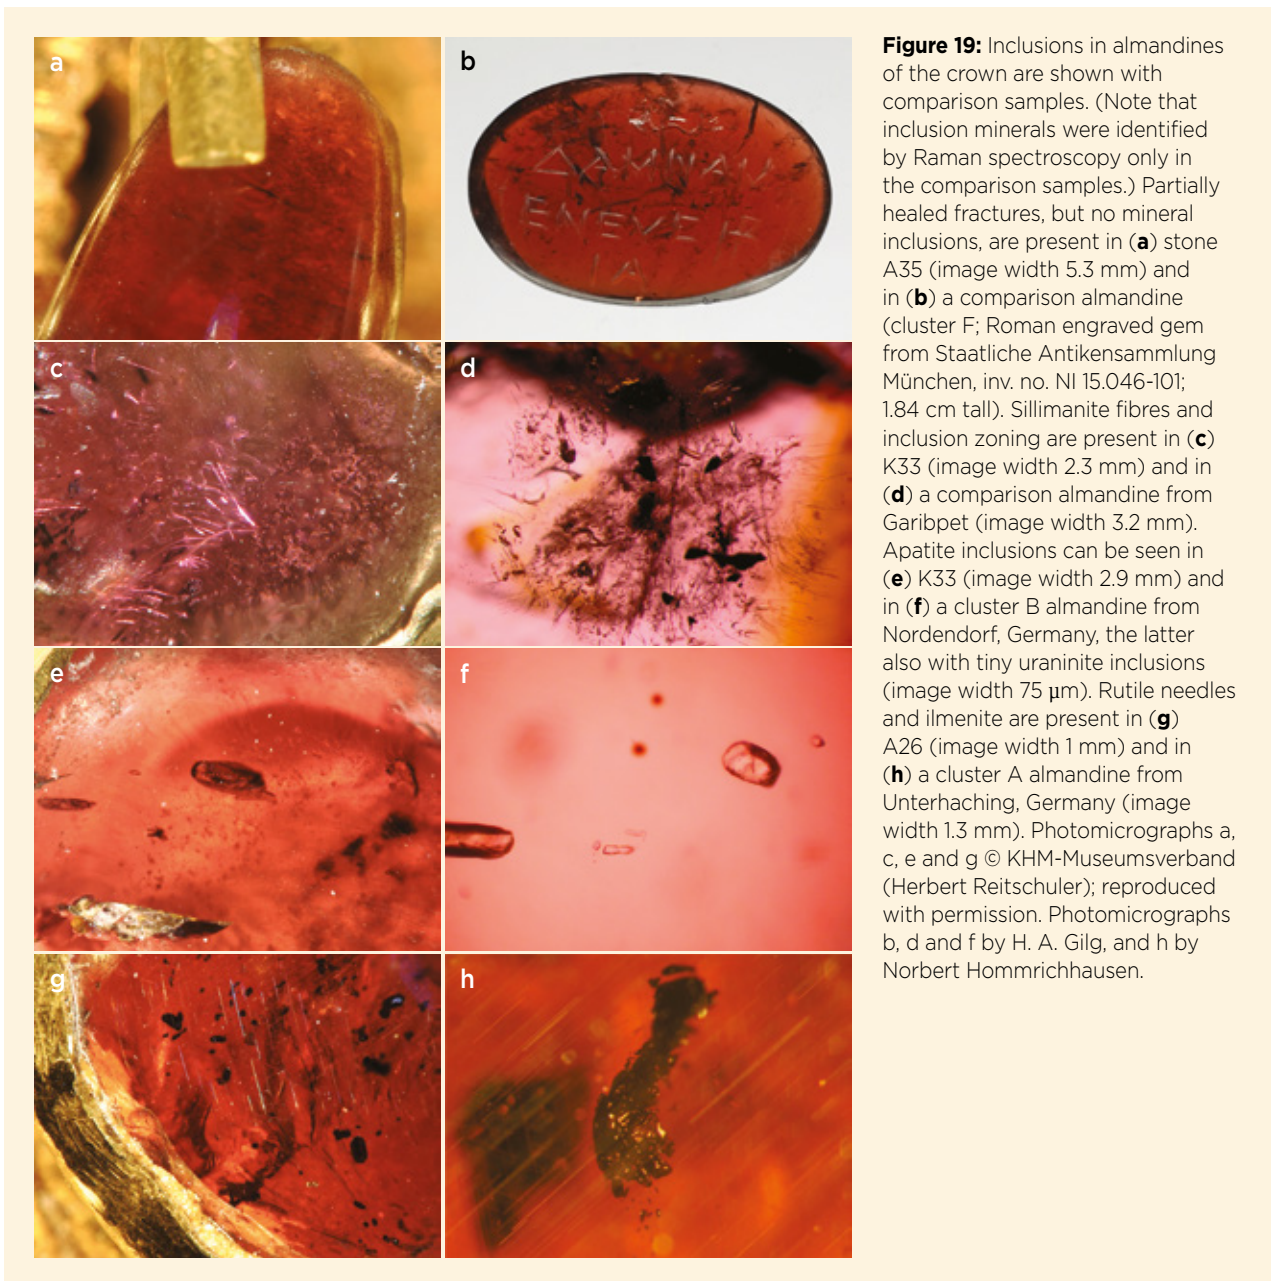 a
b
ΔΑΜΝΑΝ
ΕΝΕΜΕ
ΙΑ
c
d
e
f
g
h
Figure 19: Inclusions in almandines
of the crown are shown with
comparison samples. (Note that
inclusion minerals were identified
by Raman spectroscopy only in
the comparison samples.) Partially
healed fractures, but no mineral
inclusions, are present in (a) stone
A35 (image width 5.3 mm) and
in (b) a comparison almandine
(cluster F; Roman engraved gem
from Staatliche Antikensammlung
München, inv. no. NI 15.046-101;
1.84 cm tall). Sillimanite fibres and
inclusion zoning are present in (c)
K33 (image width 2.3 mm) and in
(d) a comparison almandine from
Garibpet (image width 3.2 mm).
Apatite inclusions can be seen in
(e) K33 (image width 2.9 mm) and
in (f) a cluster B almandine from
Nordendorf, Germany, the latter
also with tiny uraninite inclusions
(image width 75 µm). Rutile needles
and ilmenite are present in (g)
A26 (image width 1 mm) and in
(h) a cluster A almandine from
Unterhaching, Germany (image
width 1.3 mm). Photomicrographs a,
c, e and g © KHM-Museumsverband
(Herbert Reitschuler); reproduced
with permission. Photomicrographs
b, d and f by H. A. Gilg, and h by
Norbert Hommrichhausen.